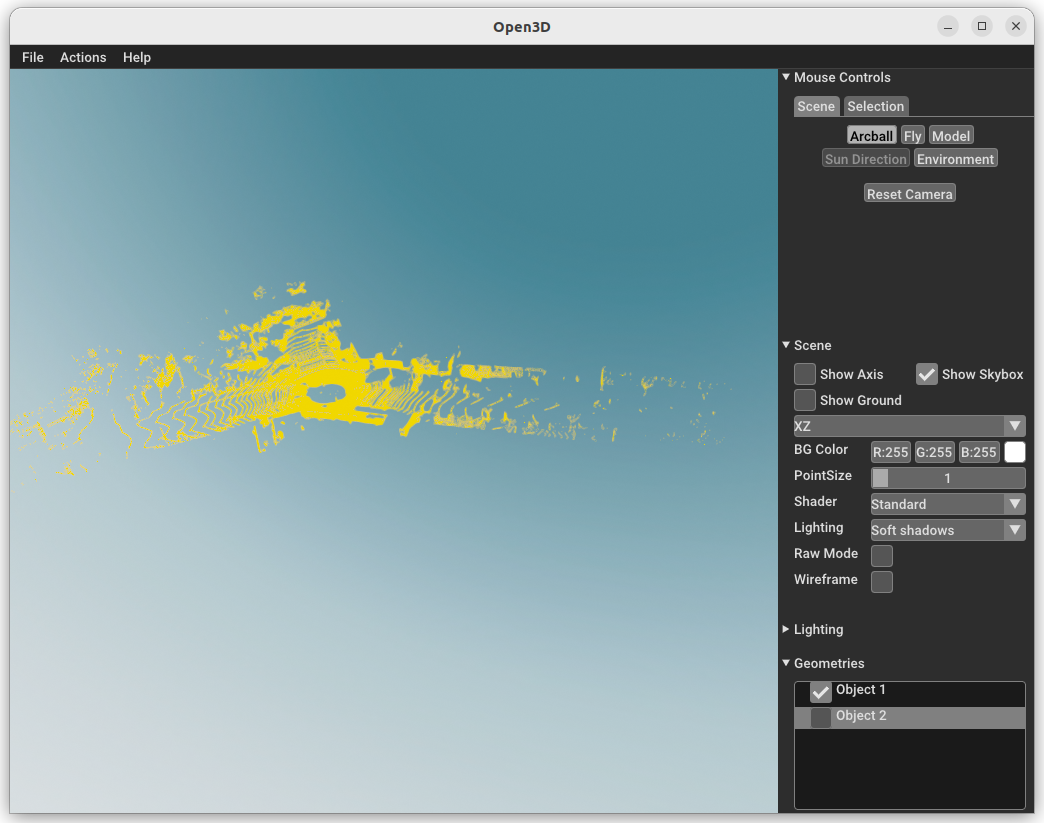 Open3D
File Actions Help
Mouse Controls
Scene Selection
Arcball Fly Model
Sun Direction Environment
Reset Camera
Scene
Show Axis Show Skybox
Show Ground
XZ
BG Color R:255 G:255 B:255
PointSize 1
Shader Standard
Lighting Soft shadows
Raw Mode
Wireframe
Lighting
Geometries
Object 1
Object 2